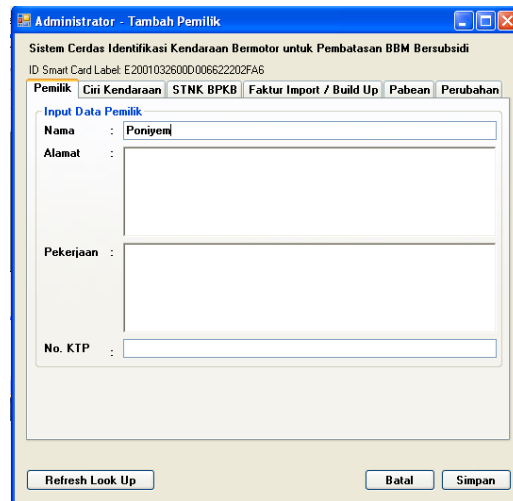 Administrator - Tambah Pemilik
Sistem Cerdas Identifikasi Kendaraan Bermotor untuk Pembatasan BBM Bersubsidi
ID Smart Card Label: E2001032600D006622202FA6
Pemilik Ciri Kendaraan STNK BPKB Faktur Import / Build Up Pabean Perubahan
Input Data Pemilik
Nama : Poniyem
Alamat :
Pekerjaan :
No. KTP :
Refresh Look Up Batal Simpan